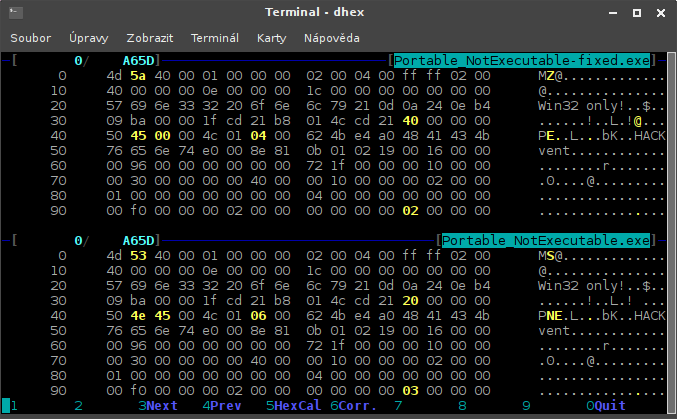 Terminal - dhex
Soubor Úpravy Zobrazit Terminál Karty Nápověda
[ 0/ A65D] [Portable_NotExecutable-fixed.exe]
0 4d 5a 40 00 01 00 00 00 02 00 04 00 ff ff 02 00 MZ@.............
10 40 00 00 00 0e 00 00 00 1c 00 00 00 00 00 00 00 @...............
20 57 69 6e 33 32 20 6f 6e 6c 79 21 0d 0a 24 0e b4 Win32 only!..$..
30 09 ba 00 00 1f cd 21 b8 01 4c cd 21 40 00 00 00 ......!..L.!@...
40 50 45 00 00 4c 01 04 00 62 4b e4 a0 48 41 43 4b PE..L...bK..HACK
50 76 65 6e 74 e0 00 8e 81 0b 01 02 19 00 16 00 00 vent............
60 00 96 00 00 00 00 00 00 72 1f 00 00 00 10 00 00 ........r.......
70 00 30 00 00 00 00 40 00 00 10 00 00 00 02 00 00 .0....@.........
80 01 00 00 00 00 00 00 00 04 00 00 00 00 00 00 00 ................
90 00 f0 00 00 00 02 00 00 00 00 00 00 02 00 00 00 ................
[ 0/ A65D] [Portable_NotExecutable.exe]
0 4d 53 40 00 01 00 00 00 02 00 04 00 ff ff 02 00 MS@.............
10 40 00 00 00 0e 00 00 00 1c 00 00 00 00 00 00 00 @...............
20 57 69 6e 33 32 20 6f 6e 6c 79 21 0d 0a 24 0e b4 Win32 only!..$..
30 09 ba 00 00 1f cd 21 b8 01 4c cd 21 20 00 00 00 ......!..L.! ...
40 50 4e 45 00 4c 01 06 00 62 4b e4 a0 48 41 43 4b PNE.L...bK..HACK
50 76 65 6e 74 e0 00 8e 81 0b 01 02 19 00 16 00 00 vent............
60 00 96 00 00 00 00 00 00 72 1f 00 00 00 10 00 00 ........r.......
70 00 30 00 00 00 00 40 00 00 10 00 00 00 02 00 00 .0....@.........
80 01 00 00 00 00 00 00 00 04 00 00 00 00 00 00 00 ................
90 00 f0 00 00 00 02 00 00 00 00 00 00 03 00 00 00 ................
1 2 3Next 4Prev 5HexCal 6Corr. 7 8 9 0Quit